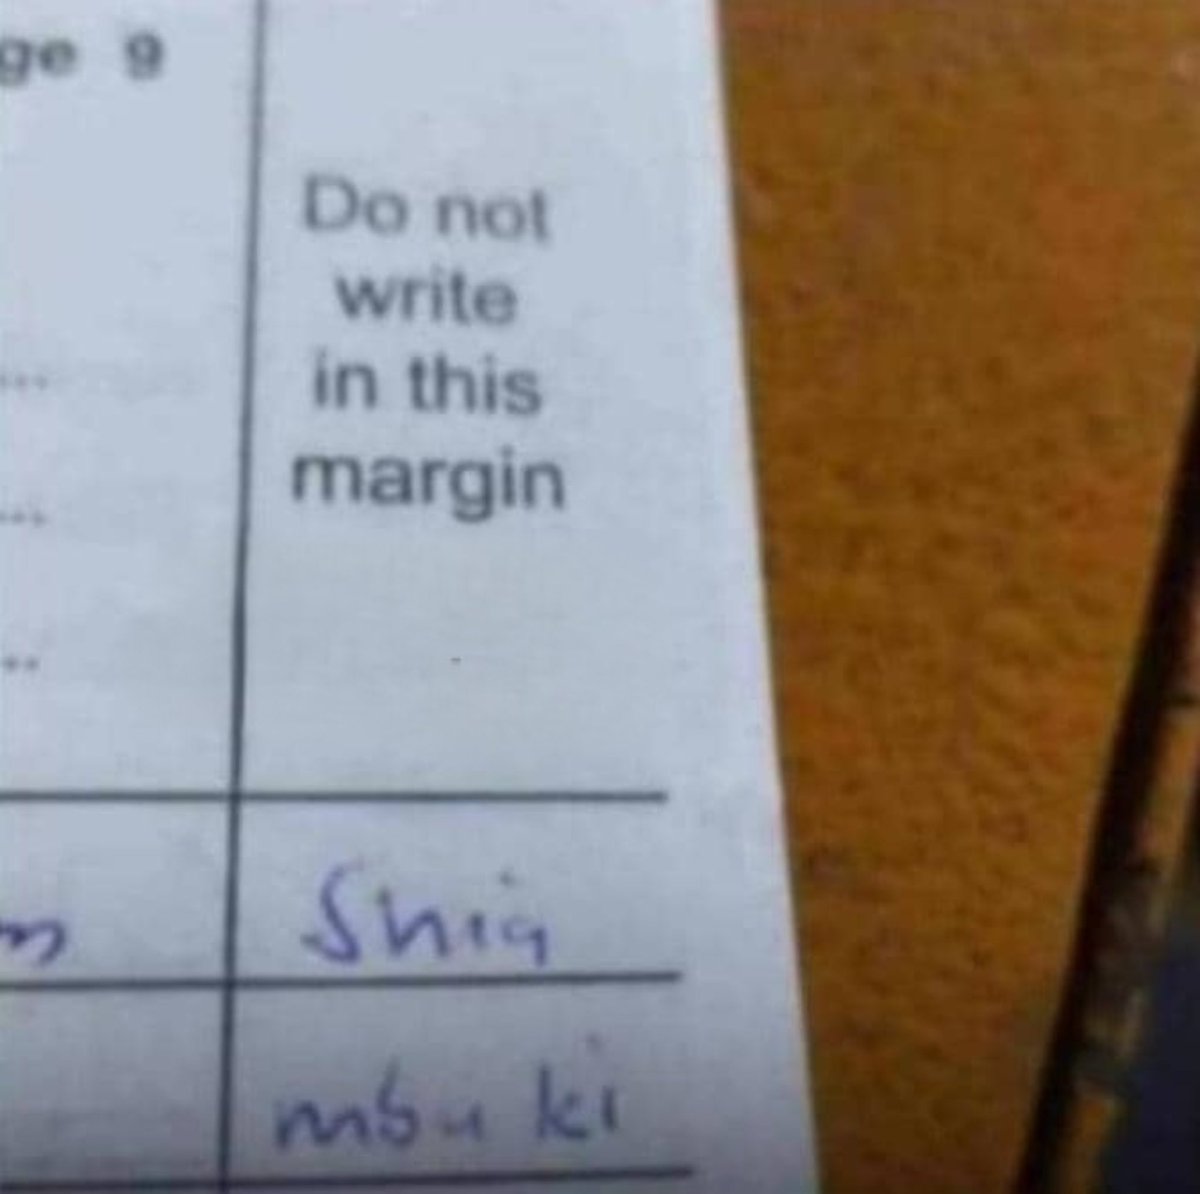 ge 9
Do not
write
in this
margin
Shia
mbu ki